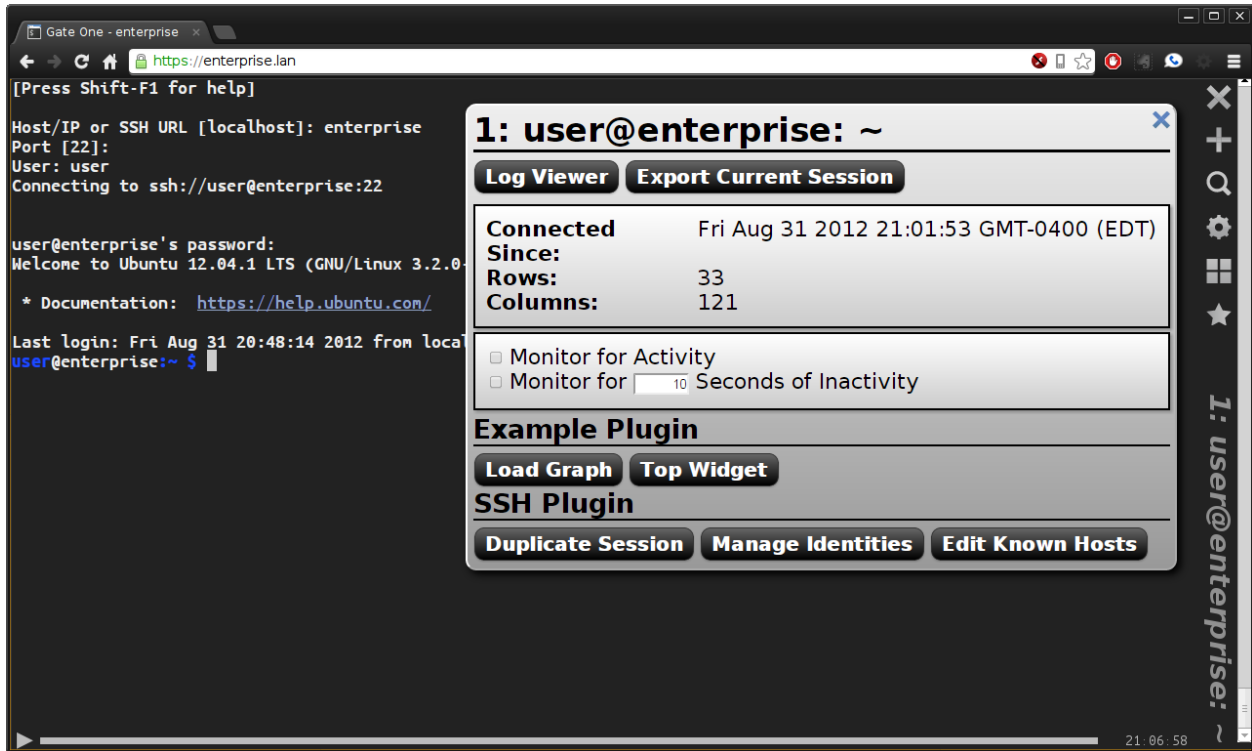 Gate One - enterprise
https://enterprise.lan
[Press Shift-F1 for help]
Host/IP or SSH URL [localhost]: enterprise
Port [22]:
User: user
Connecting to ssh://user@enterprise:22
user@enterprise's password:
Welcome to Ubuntu 12.04.1 LTS (GNU/Linux 3.2.0-
* Documentation: https://help.ubuntu.com/
Last login: Fri Aug 31 20:48:14 2012 from local
user@enterprise:~ $
1: user@enterprise: ~
Log Viewer Export Current Session
Connected Since: Fri Aug 31 2012 21:01:53 GMT-0400 (EDT)
Rows: 33
Columns: 121
Monitor for Activity
Monitor for 10 Seconds of Inactivity
Example Plugin
Load Graph Top Widget
SSH Plugin
Duplicate Session Manage Identities Edit Known Hosts
1: user@enterprise: ~
21:06:58